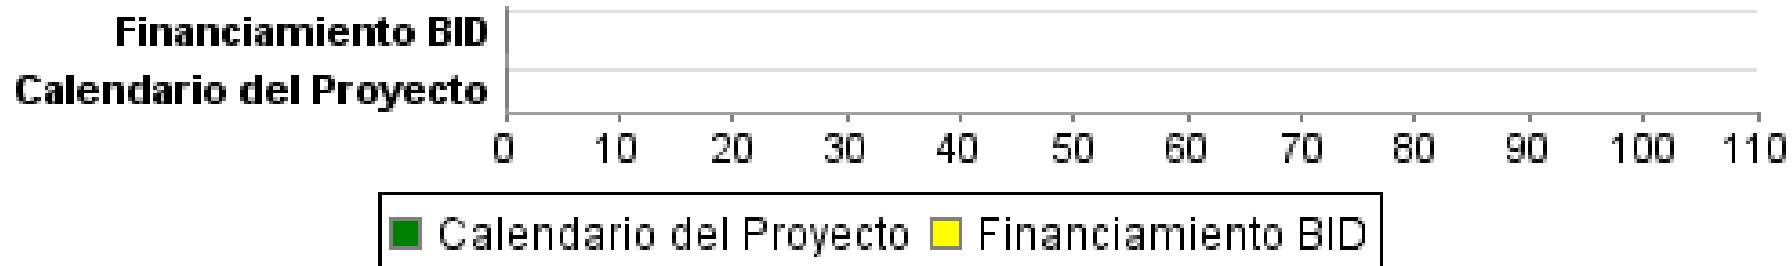 Financiamiento BID
Calendario del Proyecto
0 10 20 30 40 50 60 70 80 90 100 110
Calendario del Proyecto Financiamiento BID